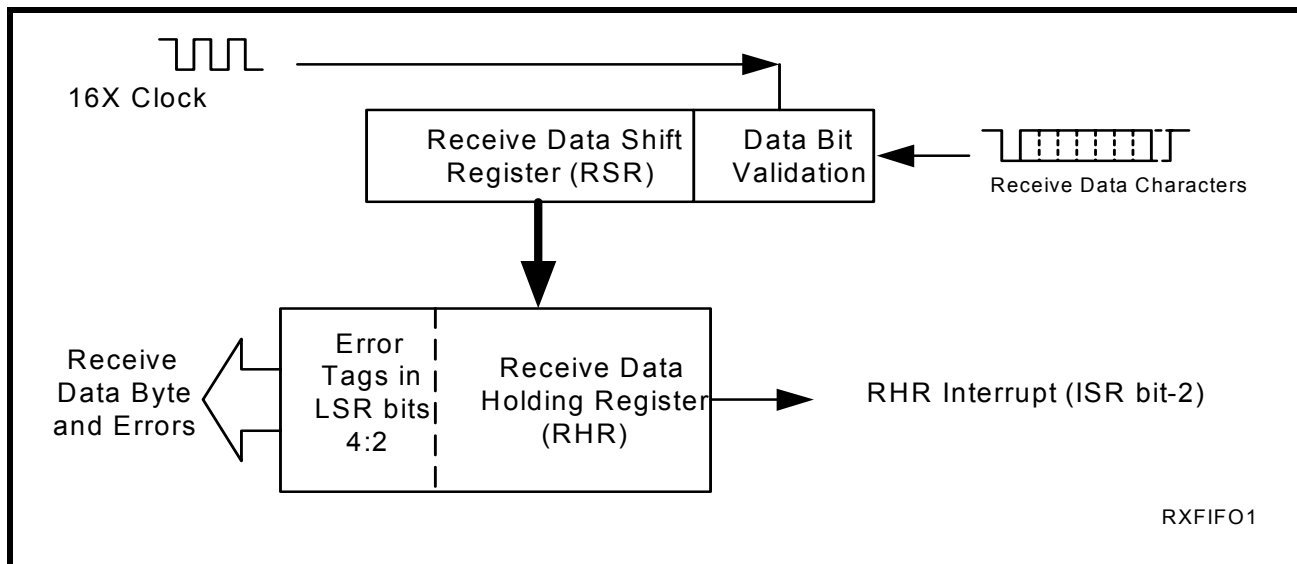 16X Clock
Receive Data Shift
Register (RSR)
Data Bit
Validation
Receive Data Characters
Receive
Data Byte
and Errors
Error
Tags in
LSR bits
4:2
Receive Data
Holding Register
(RHR)
RHR Interrupt (ISR bit-2)
RXFIFO1